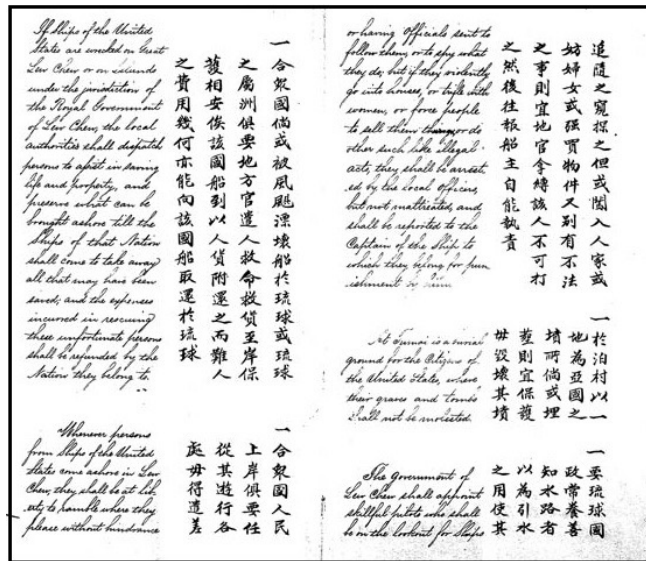 If Ships of the United
States are wrecked on Great
Lew Chew or on islands
under the jurisdiction of
the Royal Government
of Lew Chew, the local
authorities shall dispatch
persons to assist in saving
life and property, and
preserve what can be
brought ashore till the
Ships of that Nation
shall come to take away
all that may have been
saved; and the expenses
incurred in rescuing
these unfortunate persons
shall be refunded by the
Nation they belong to.
一合衆國倘或被風颶漂壞船於琉球或琉球
之屬洲俱要地方官遣人救命救貨至岸保
護相安俟該國船到以人貨附還之而難人
之費用幾何亦能向該國船取還於琉球
Whenever persons
from Ships of the United
States come ashore in Lew
Chew, they shall be at lib
erty to ramble where they
please without hindrance
一合衆國人民
上岸俱要任
從其遊行各
處毋得遣差
or having officials sent to
follow them, or to spy what
they do; but if they violently
go into houses, or trifle with
women, or force people
to sell them things, or do
other such like illegal
acts, they shall be arrest
ed by the local officers,
but not maltreated, and
shall be reported to the
Captain of the Ship to
which they belong for pun
ishment by him
追隨之窺探之但或闖入人家或
妨婦女或强買物件又別有不法
之事則宜地官拿縛該人不可打
之然後往報船主自能執責
At Tumai is a burial
ground for the Citizens of
the United States, where
their graves and tombs
shall not be molested.
一於泊村以一
地為亞國之
墳所倘或埋
塟則宜保護
毋毀壞其墳
The Government of
Lew Chew shall appoint
skillful pilots who shall
be on the lookout for Ships
一要琉球國
政常養善
知水路者
以為引水
之用使其